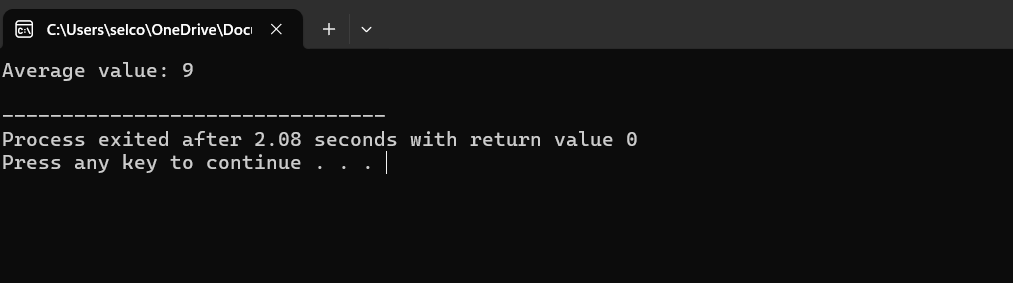 C:\Users\selco\OneDrive\Doc
Average value: 9
--------------------------------
Process exited after 2.08 seconds with return value 0
Press any key to continue . . .